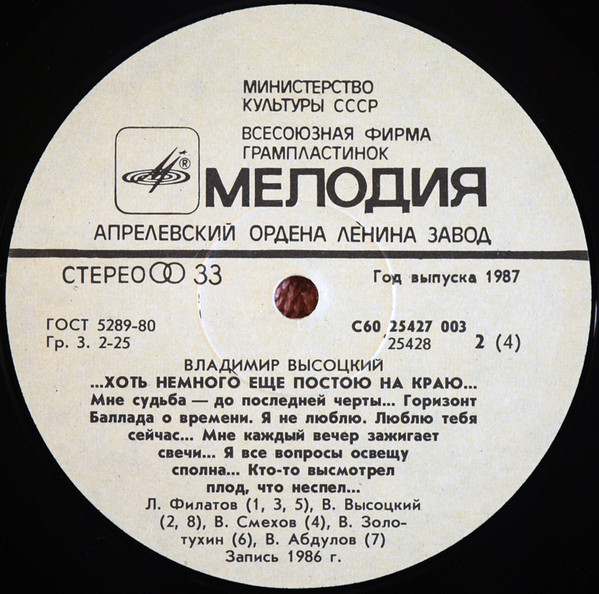 МИНИСТЕРСТВО
КУЛЬТУРЫ СССР
ВСЕСОЮЗНАЯ ФИРМА
ГРАМПЛАСТИНОК
®
МЕЛОДИЯ
АПРЕЛЕВСКИЙ ОРДЕНА ЛЕНИНА ЗАВОД
СТЕРЕО 33
Год выпуска 1987
ГОСТ 5289-80
Гр. 3. 2-25
С60 25427 003
25428
2 (4)
ВЛАДИМИР ВЫСОЦКИЙ
...ХОТЬ НЕМНОГО ЕЩЕ ПОСТОЮ НА КРАЮ...
Мне судьба — до последней черты... Горизонт
Баллада о времени. Я не люблю. Люблю тебя
сейчас... Мне каждый вечер зажигает
свечи... Я все вопросы освещу
сполна... Кто-то высмотрел
плод, что неспел...
Л. Филатов (1, 3, 5), В. Высоцкий
(2, 8), В. Смехов (4), В. Золо-
тухин (6), В. Абдулов (7)
Запись 1986 г.